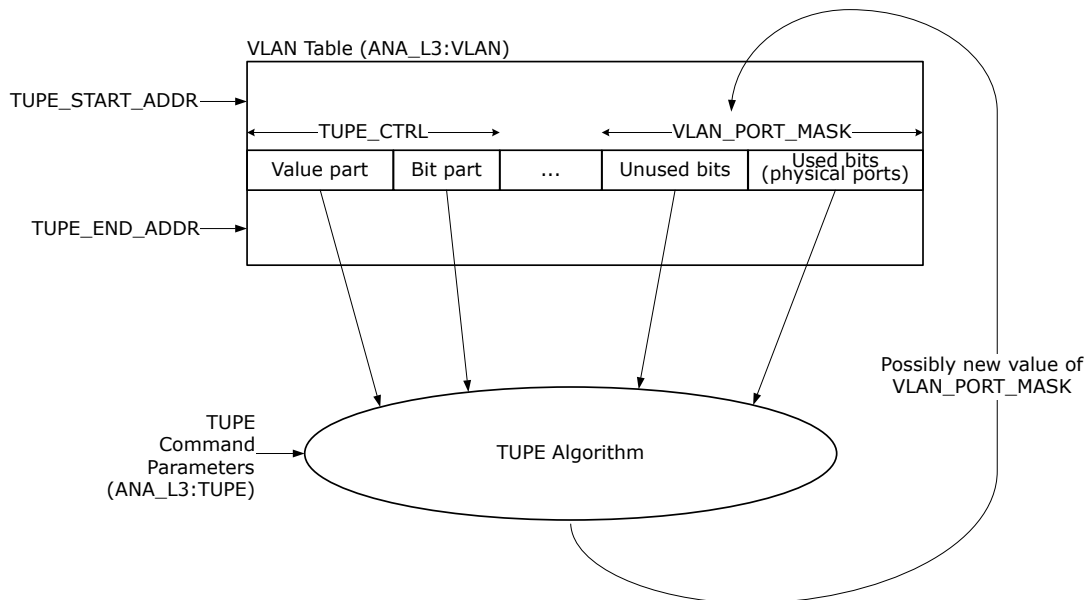 VLAN Table (ANA_L3:VLAN)
TUPE_START_ADDR
TUPE_CTRL
VLAN_PORT_MASK
Value part
Bit part
...
Unused bits
Used bits
(physical ports)
TUPE_END_ADDR
Possibly new value of
VLAN_PORT_MASK
TUPE
Command
Parameters
(ANA_L3:TUPE)
TUPE Algorithm